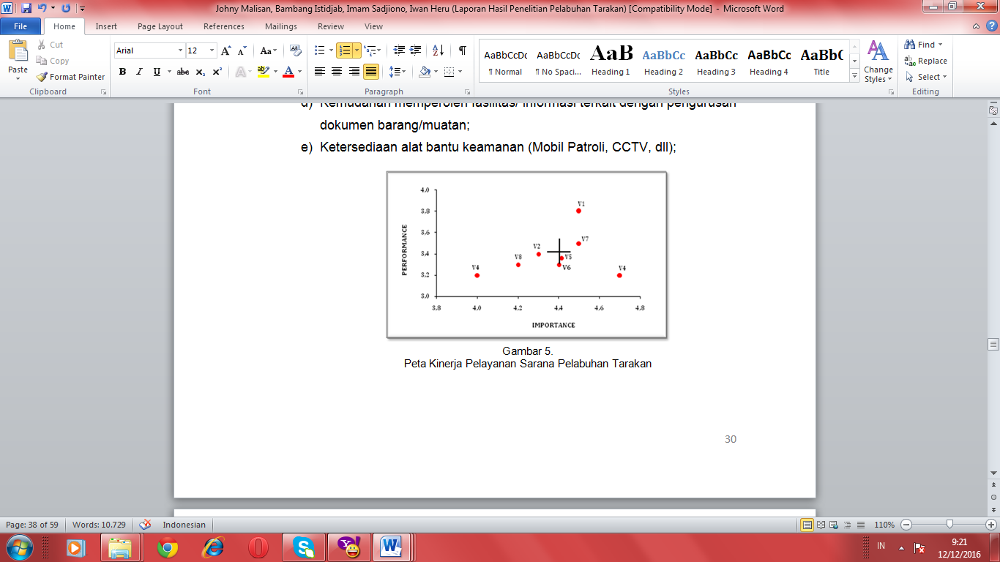 Johny Malisan, Bambang Istidjab, Imam Sadjiono, Iwan Heru (Laporan Hasil Penelitian Pelabuhan Tarakan) [Compatibility Mode] - Microsoft Word
File Home Insert Page Layout References Mailings Review View
Paste
Cut
Copy
Format Painter
Clipboard
Arial 12
Font
Paragraph
AaBbCcDc AaBbCcDc AaB AaBbCc AaBbCc AaBbCc AaBbC
¶ Normal ¶ No Spaci... Heading 1 Heading 2 Heading 3 Heading 4 Title
Change Styles
Styles
Find
Replace
Select
Editing
d) Kemudahan memperoleh fasilitas/ informasi terkait dengan pengurusan
dokumen barang/muatan;
e) Ketersediaan alat bantu keamanan (Mobil Patroli, CCTV, dll);
PERFORMANCE
4.0
3.8
3.6
3.4
3.2
3.0
V1
V7
V2
V8 V5
V4 V6 V4
3.8 4.0 4.2 4.4 4.6 4.8
IMPORTANCE
Gambar 5.
Peta Kinerja Pelayanan Sarana Pelabuhan Tarakan
30
Page: 38 of 59 Words: 10.729 Indonesian 110%
IN 9:21
12/12/2016